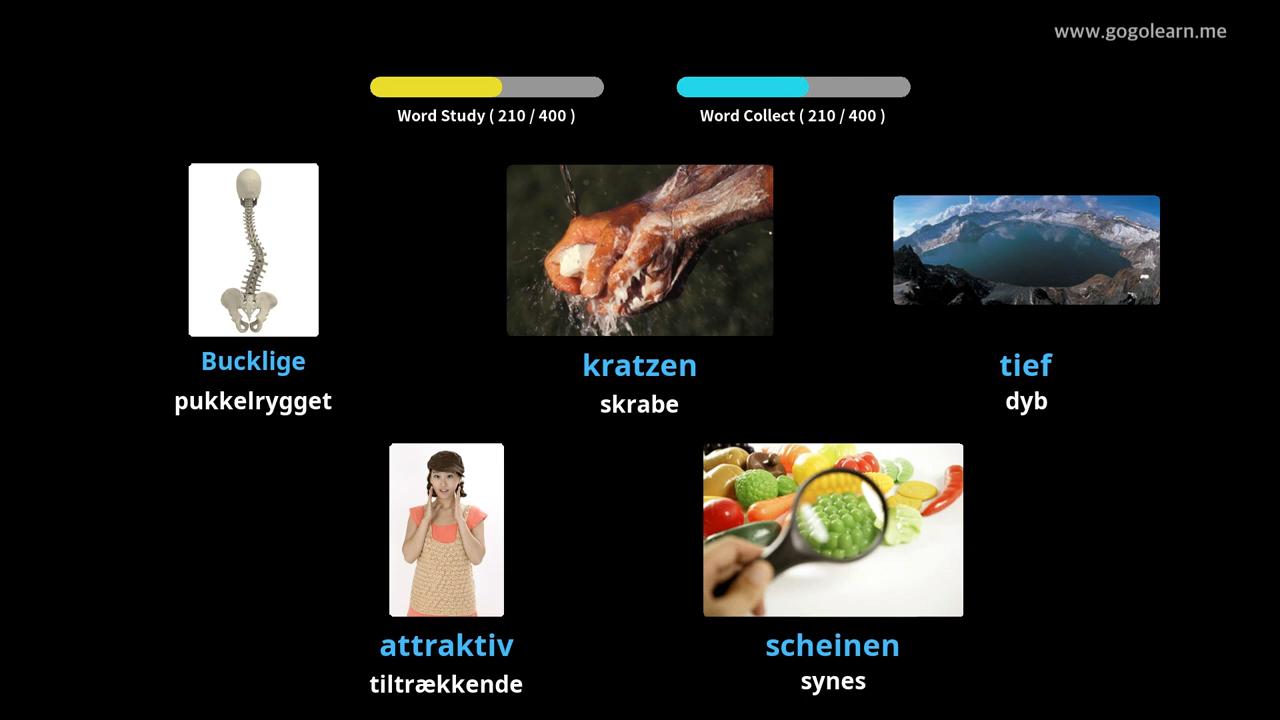 www.gogolearn.me
Word Study ( 210 / 400 )
Word Collect ( 210 / 400 )
Bucklige
pukkelrygget
kratzen
skrabe
tief
dyb
attraktiv
tiltrækkende
scheinen
synes